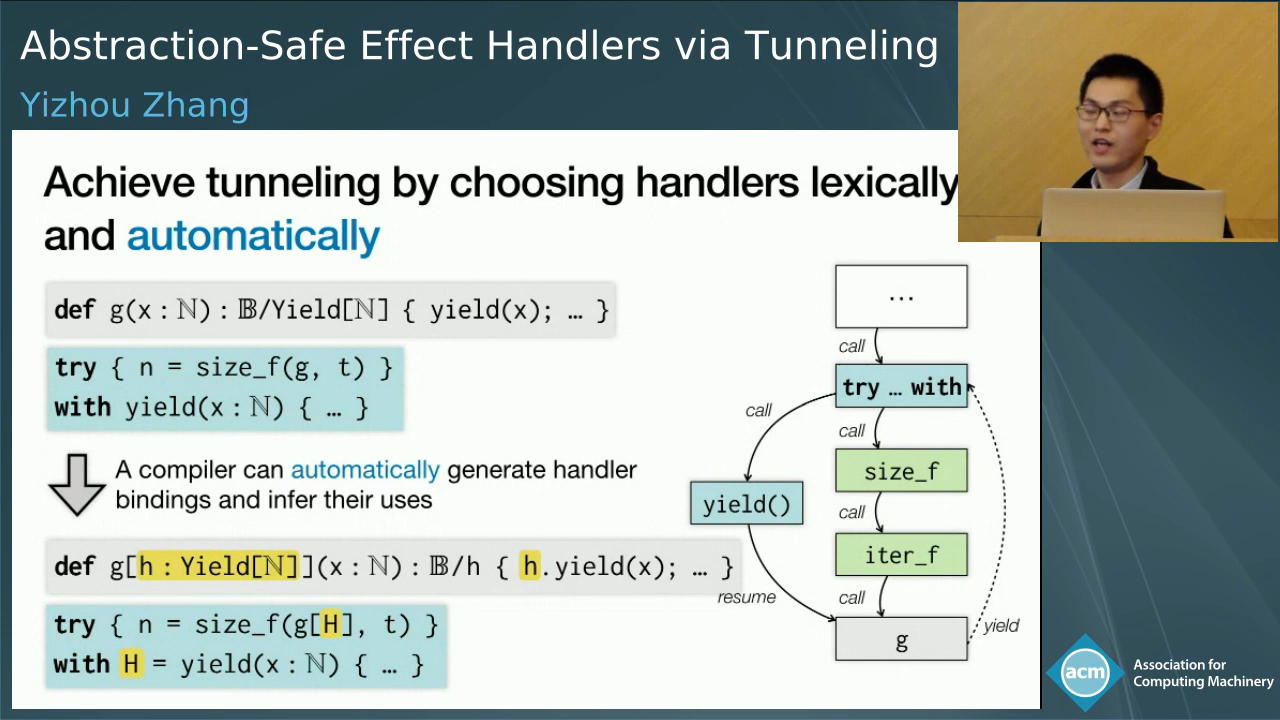 Abstraction-Safe Effect Handlers via Tunneling
Yizhou Zhang
Achieve tunneling by choosing handlers lexically
and automatically
def g(x : ℕ) : 𝔹/Yield[ℕ] { yield(x); … }
try { n = size_f(g, t) }
with yield(x : ℕ) { … }
A compiler can automatically generate handler
bindings and infer their uses
def g[h : Yield[ℕ]](x : ℕ) : 𝔹/h { h.yield(x); … }
try { n = size_f(g[H], t) }
with H = yield(x : ℕ) { … }
…
call
try … with
call
call
size_f
yield()
call
iter_f
resume
call
yield
g
acm
Association for
Computing Machinery